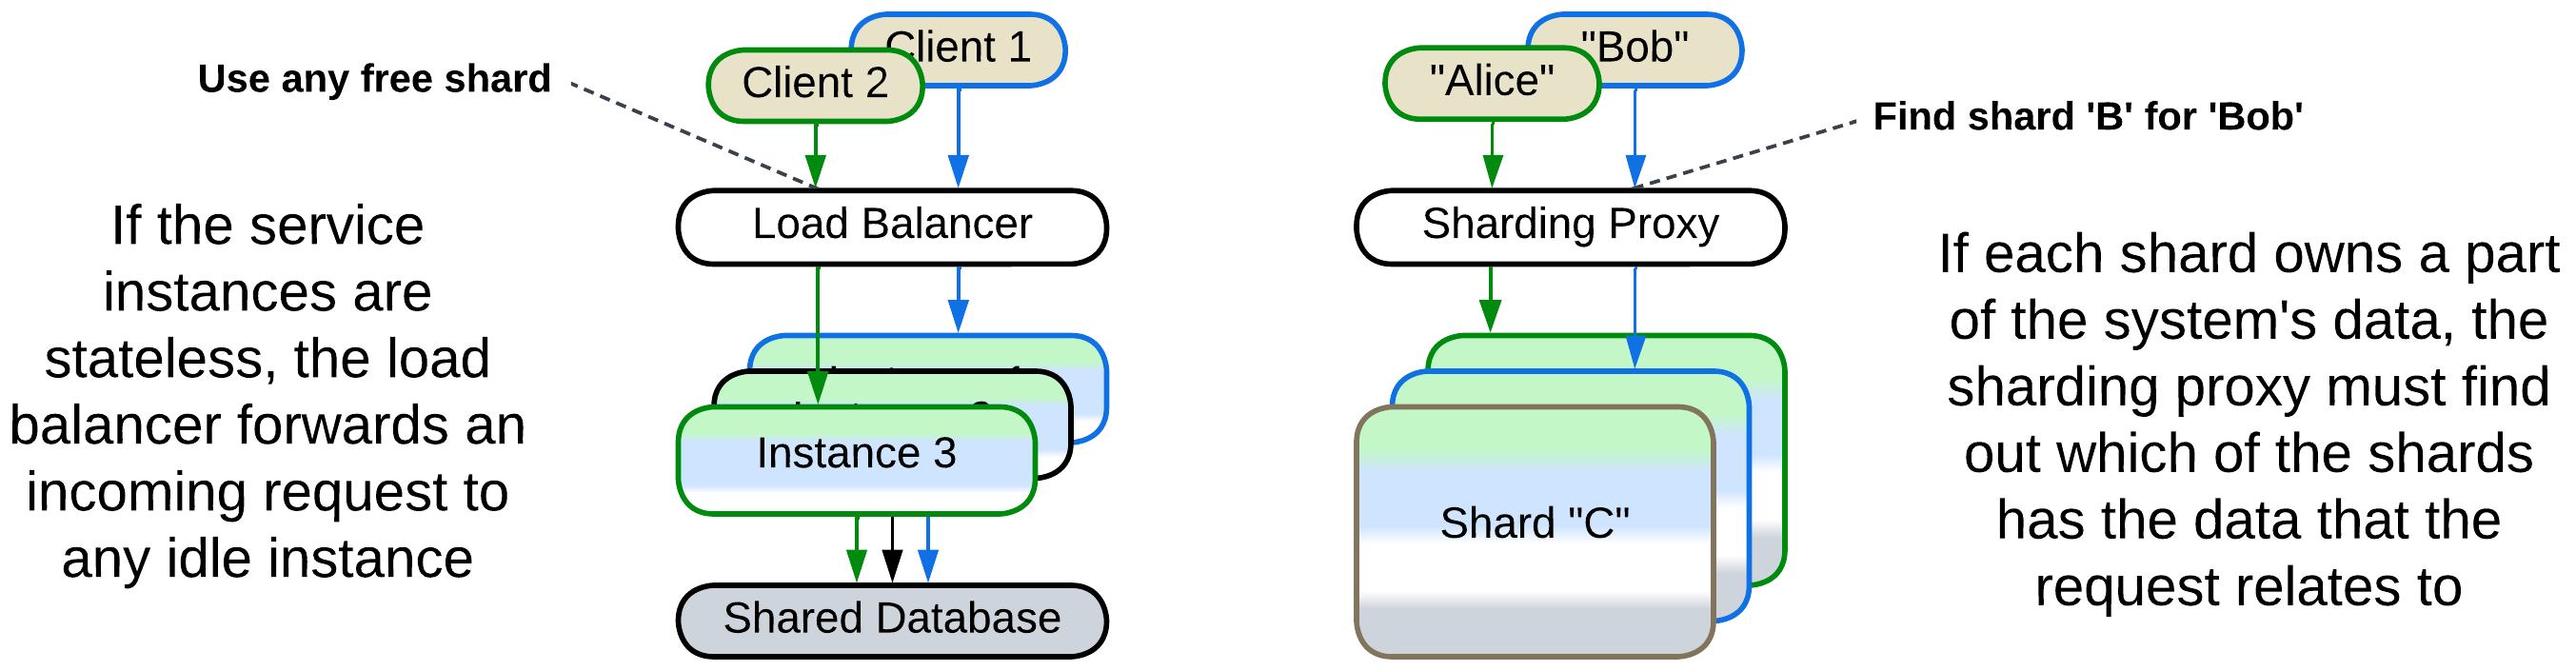 Use any free shard
If the service
instances are
stateless, the load
balancer forwards an
incoming request to
any idle instance
Client 1
Client 2
Load Balancer
Instance 3
Shared Database
"Bob"
"Alice"
Sharding Proxy
Shard "C"
Find shard 'B' for 'Bob'
If each shard owns a part
of the system's data, the
sharding proxy must find
out which of the shards
has the data that the
request relates to